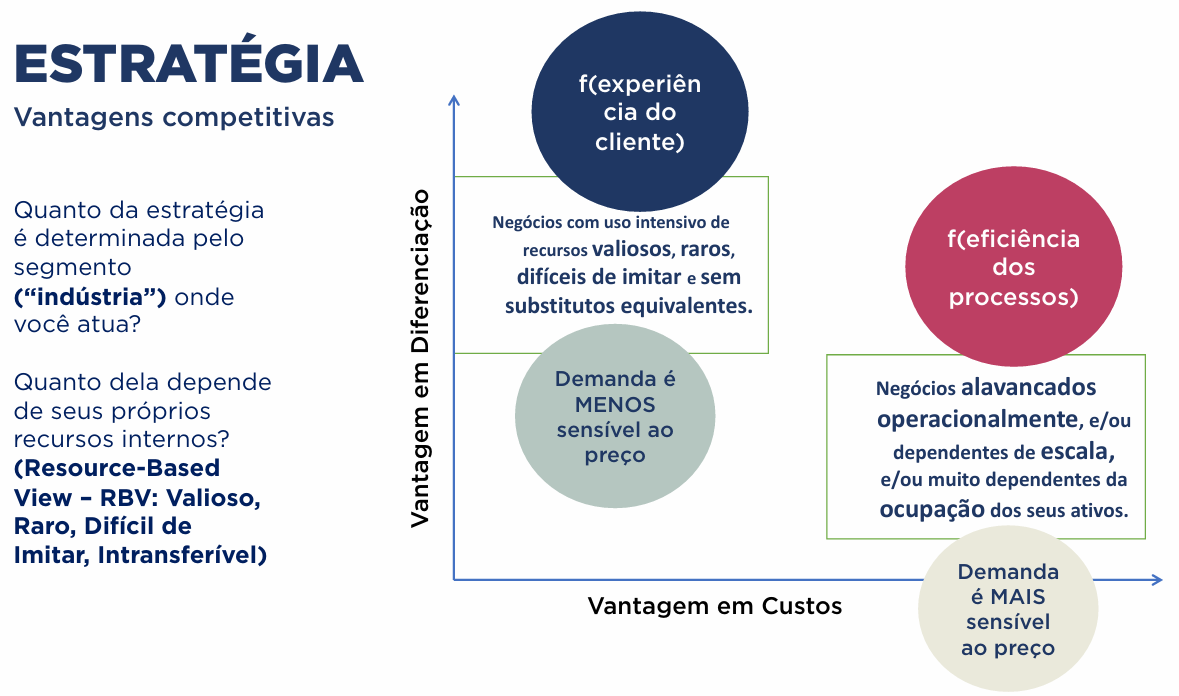 ESTRATÉGIA
Vantagens competitivas
Quanto da estratégia
é determinada pelo
segmento
(“indústria”) onde
você atua?
Quanto dela depende
de seus próprios
recursos internos?
(Resource-Based
View – RBV: Valioso,
Raro, Difícil de
Imitar, Intransferível)
Vantagem em Diferenciação
f(experiên
cia do
cliente)
Negócios com uso intensivo de
recursos valiosos, raros,
difíceis de imitar e sem
substitutos equivalentes.
Demanda é
MENOS
sensível ao
preço
f(eficiência
dos
processos)
Negócios alavancados
operacionalmente, e/ou
dependentes de escala,
e/ou muito dependentes da
ocupação dos seus ativos.
Demanda
é MAIS
sensível
ao preço
Vantagem em Custos